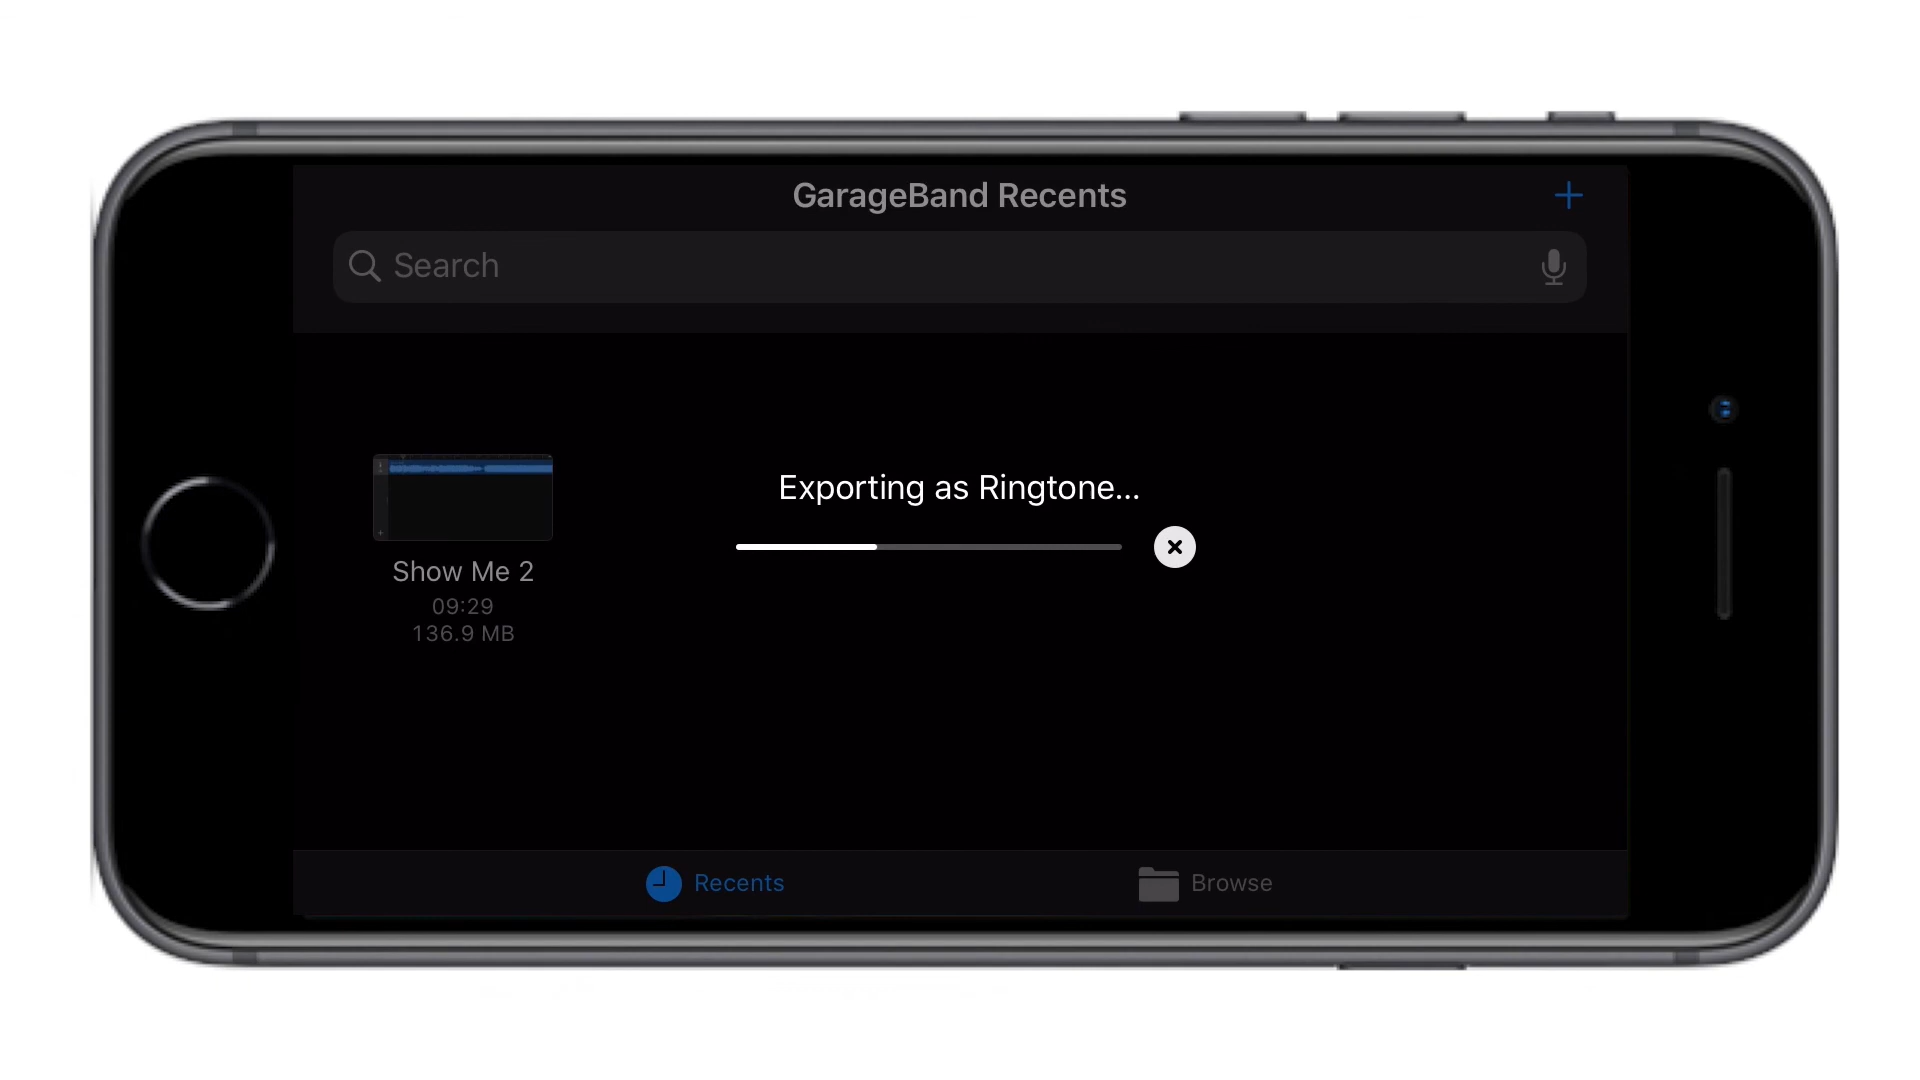 GarageBand Recents
Search
Exporting as Ringtone...
Show Me 2
09:29
136.9 MB
Recents
Browse